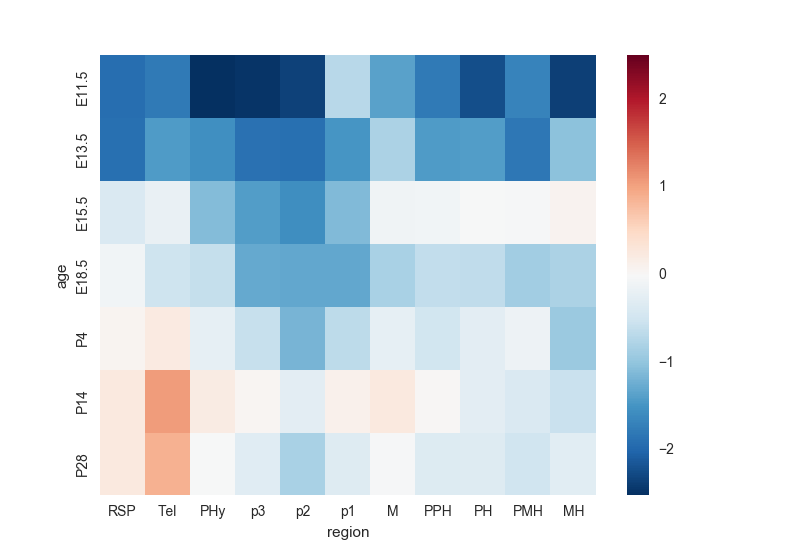 E11.5
E13.5
E15.5
E18.5
P4
P14
P28
age
RSP Tel PHy p3 p2 p1 M PPH PH PMH MH
region
2
1
0
−1
−2